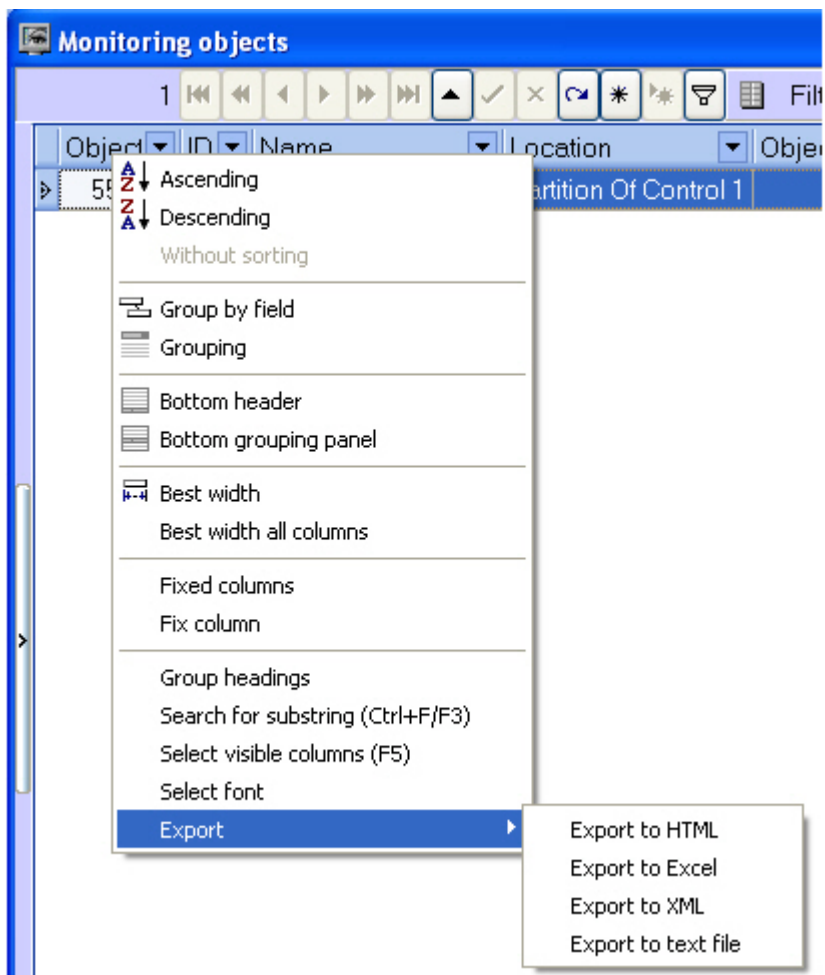 Monitoring objects
1 Filt
Object ID Name Location Objec
55 artition Of Control 1
Ascending
Descending
Without sorting
Group by field
Grouping
Bottom header
Bottom grouping panel
Best width
Best width all columns
Fixed columns
Fix column
Group headings
Search for substring (Ctrl+F/F3)
Select visible columns (F5)
Select font
Export
Export to HTML
Export to Excel
Export to XML
Export to text file